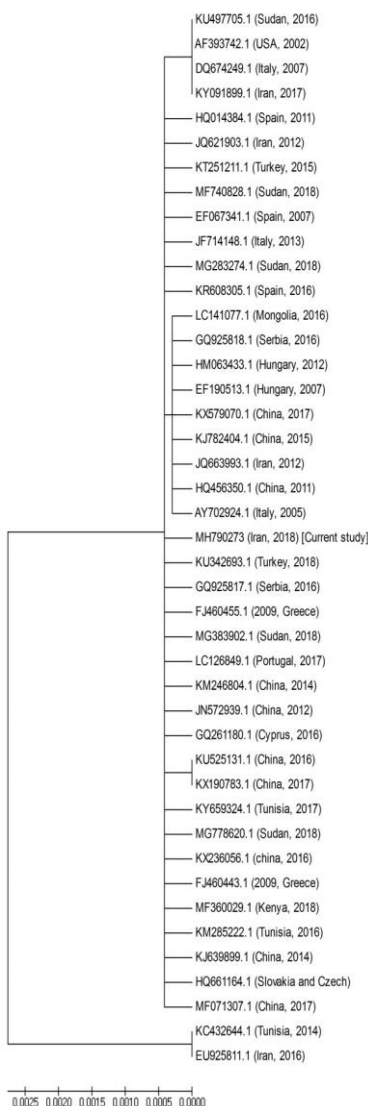 KU497705.1 (Sudan, 2016)
AF393742.1 (USA, 2002)
DQ674249.1 (Italy, 2007)
KY091899.1 (Iran, 2017)
HQ014384.1 (Spain, 2011)
JQ621903.1 (Iran, 2012)
KT251211.1 (Turkey, 2015)
MF740828.1 (Sudan, 2018)
EF067341.1 (Spain, 2007)
JF714148.1 (Italy, 2013)
MG283274.1 (Sudan, 2018)
KR608305.1 (Spain, 2016)
LC141077.1 (Mongolia, 2016)
GQ925818.1 (Serbia, 2016)
HM063433.1 (Hungary, 2012)
EF190513.1 (Hungary, 2007)
KX579070.1 (China, 2017)
KJ782404.1 (China, 2015)
JQ663993.1 (Iran, 2012)
HQ456350.1 (China, 2011)
AY702924.1 (Italy, 2005)
MH790273 (Iran, 2018) [Current study]
KU342693.1 (Turkey, 2018)
GQ925817.1 (Serbia, 2016)
FJ460455.1 (2009, Greece)
MG383902.1 (Sudan, 2018)
LC126849.1 (Portugal, 2017)
KM246804.1 (China, 2014)
JN572939.1 (China, 2012)
GQ261180.1 (Cyprus, 2016)
KU525131.1 (China, 2016)
KX190783.1 (China, 2017)
KY659324.1 (Tunisia, 2017)
MG778620.1 (Sudan, 2018)
KX236056.1 (china, 2016)
FJ460443.1 (2009, Greece)
MF360029.1 (Kenya, 2018)
KM285222.1 (Tunisia, 2016)
KJ639899.1 (China, 2014)
HQ661164.1 (Slovakia and Czech)
MF071307.1 (China, 2017)
KC432644.1 (Tunisia, 2014)
EU925811.1 (Iran, 2016)
0.0025 0.0020 0.0015 0.0010 0.0005 0.0000